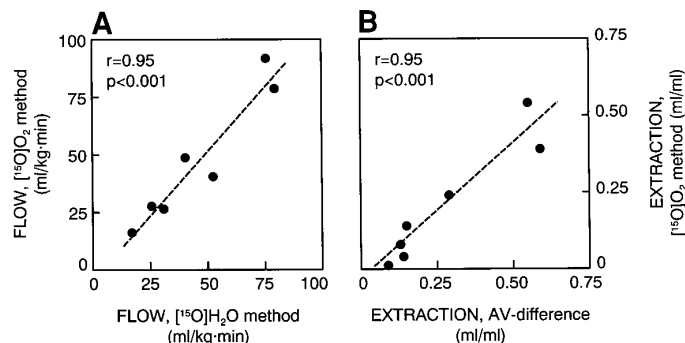 A
r=0.95
p<0.001
FLOW, [¹⁵O]O₂ method
(ml/kg·min)
100
75
50
25
0
0 25 50 75 100
FLOW, [¹⁵O]H₂O method
(ml/kg·min)
B
r=0.95
p<0.001
0.75
0.50
0.25
0
EXTRACTION,
[¹⁵O]O₂ method (ml/ml)
0 0.25 0.50 0.75
EXTRACTION, AV-difference
(ml/ml)